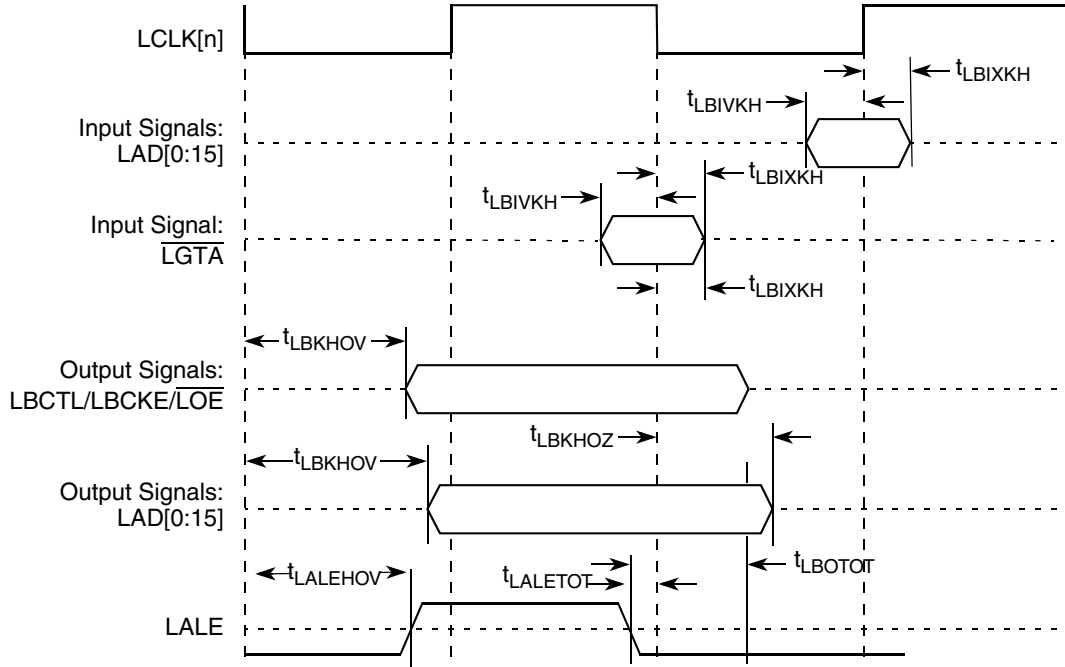 LCLK[n]
tLBIXKH
tLBIVKH
Input Signals:
LAD[0:15]
tLBIXKH
tLBIVKH
Input Signal:
LGTA
tLBIXKH
tLBKHOV
Output Signals:
LBCTL/LBCKE/LOE
tLBKHOZ
tLBKHOV
Output Signals:
LAD[0:15]
tLBOTOT
tLALEHOV
tLALETOT
LALE